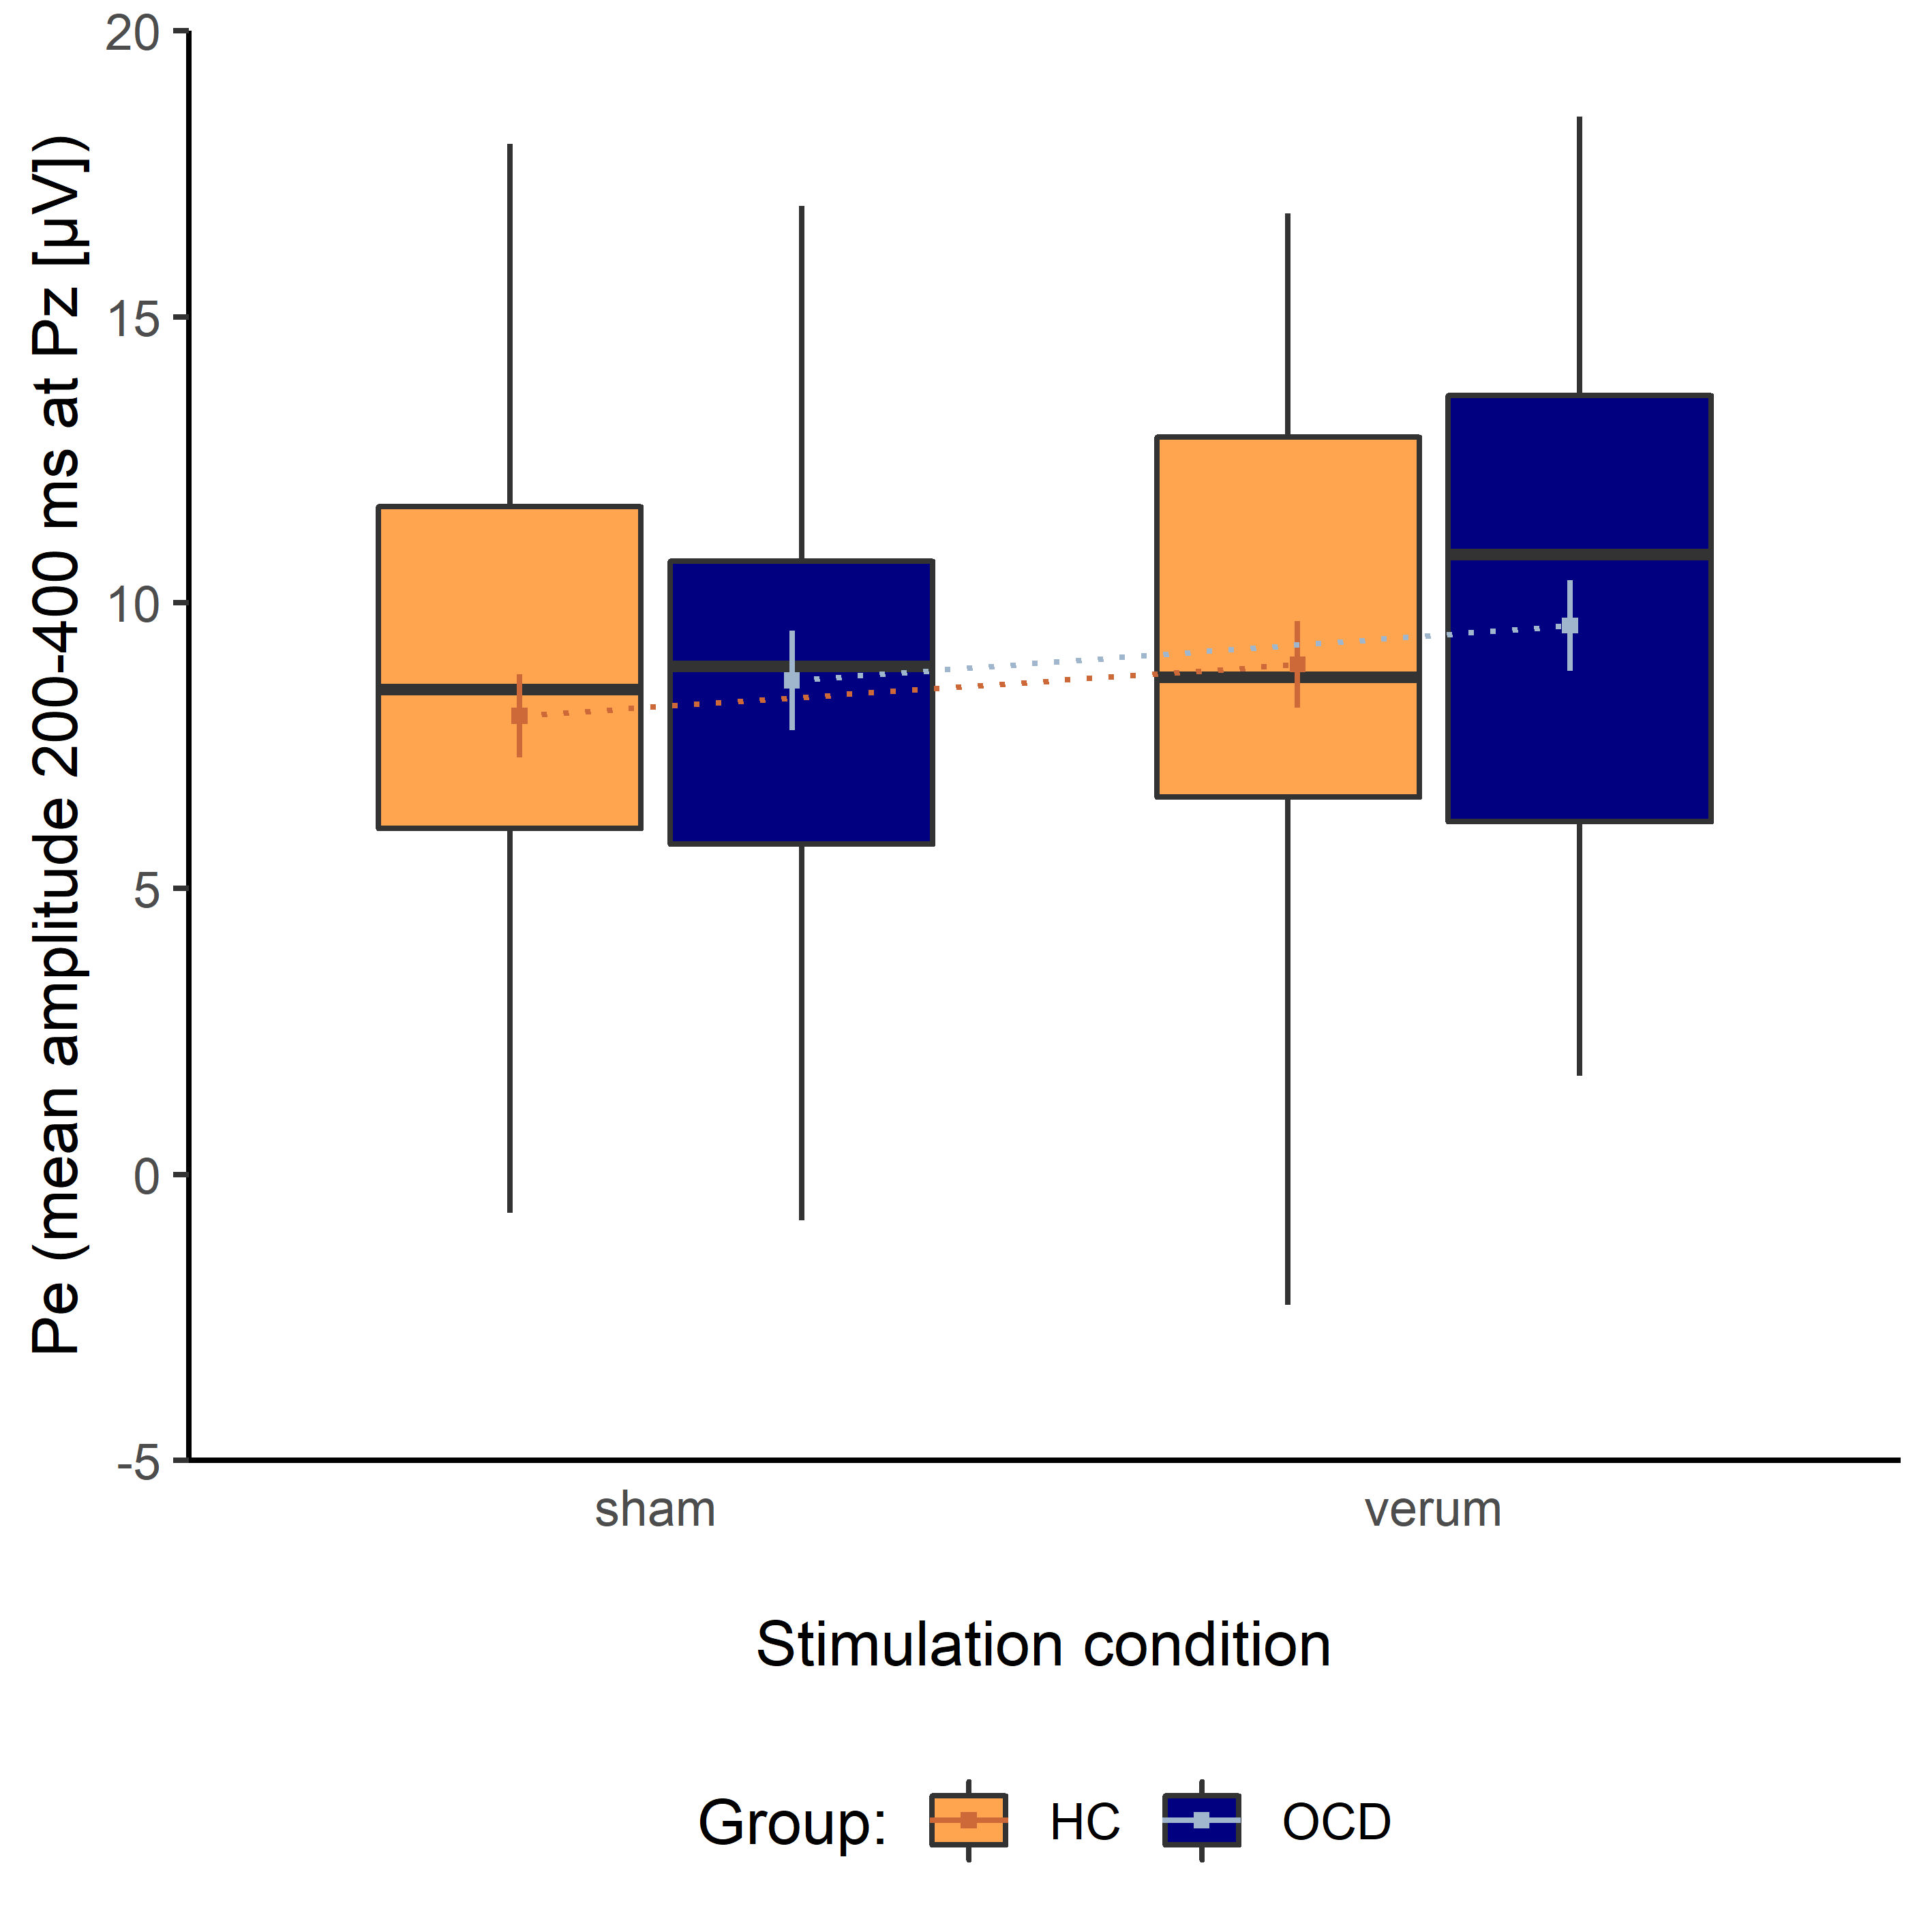 Pe (mean amplitude 200-400 ms at Pz [µV])
20
15
10
5
0
-5
sham verum
Stimulation condition
Group: HC OCD